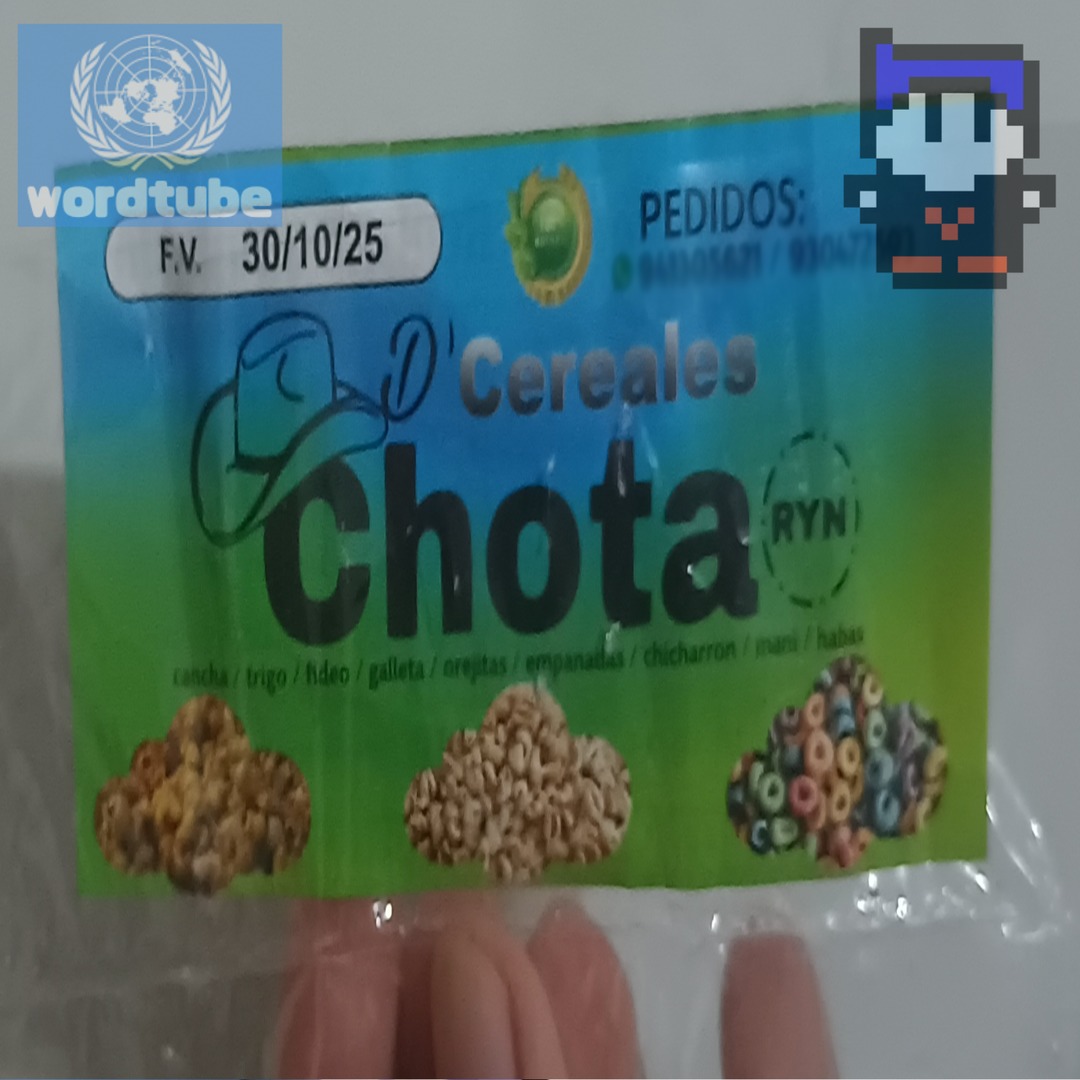 wordtube
F.V. 30/10/25
PEDIDOS:
D'Cereales
Chota
RYN
cancha / trigo / fideo / galleta / orejitas / empanadas / chicharron / mani / habas